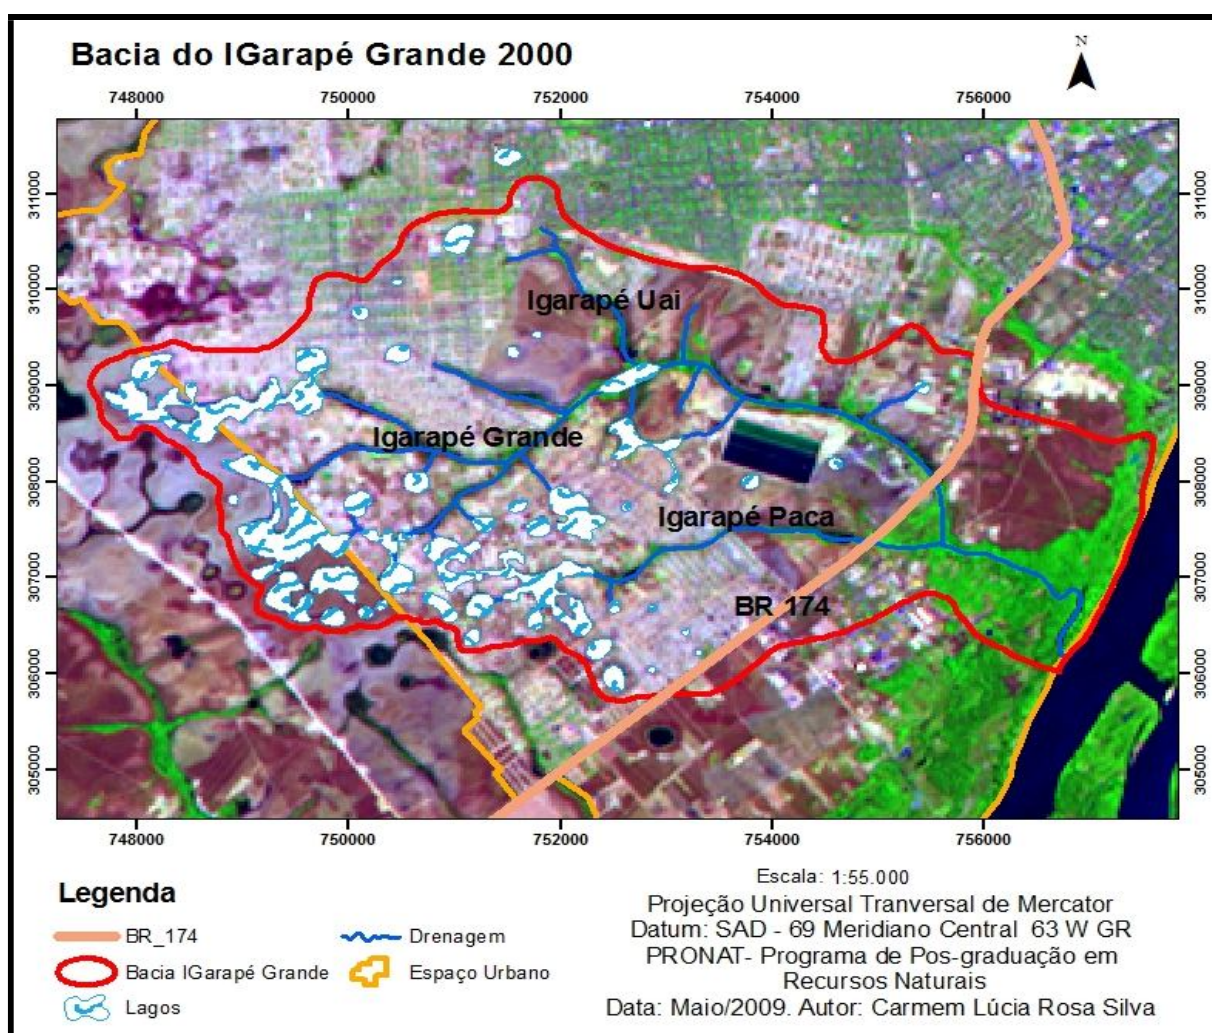 Bacia do IGarapé Grande 2000
N
748000 750000 752000 754000 756000
311000 311000
310000 310000
Igarapé Uai
309000 309000
Igarapé Grande
308000 308000
Igarapé Paca
307000 307000
BR_174
306000 306000
305000 305000
748000 750000 752000 754000 756000
Legenda
BR_174
Drenagem
Bacia IGarapé Grande
Espaço Urbano
Lagos
Escala: 1:55.000
Projeção Universal Tranversal de Mercator
Datum: SAD - 69 Meridiano Central 63 W GR
PRONAT- Programa de Pos-graduação em
Recursos Naturais
Data: Maio/2009. Autor: Carmem Lúcia Rosa Silva